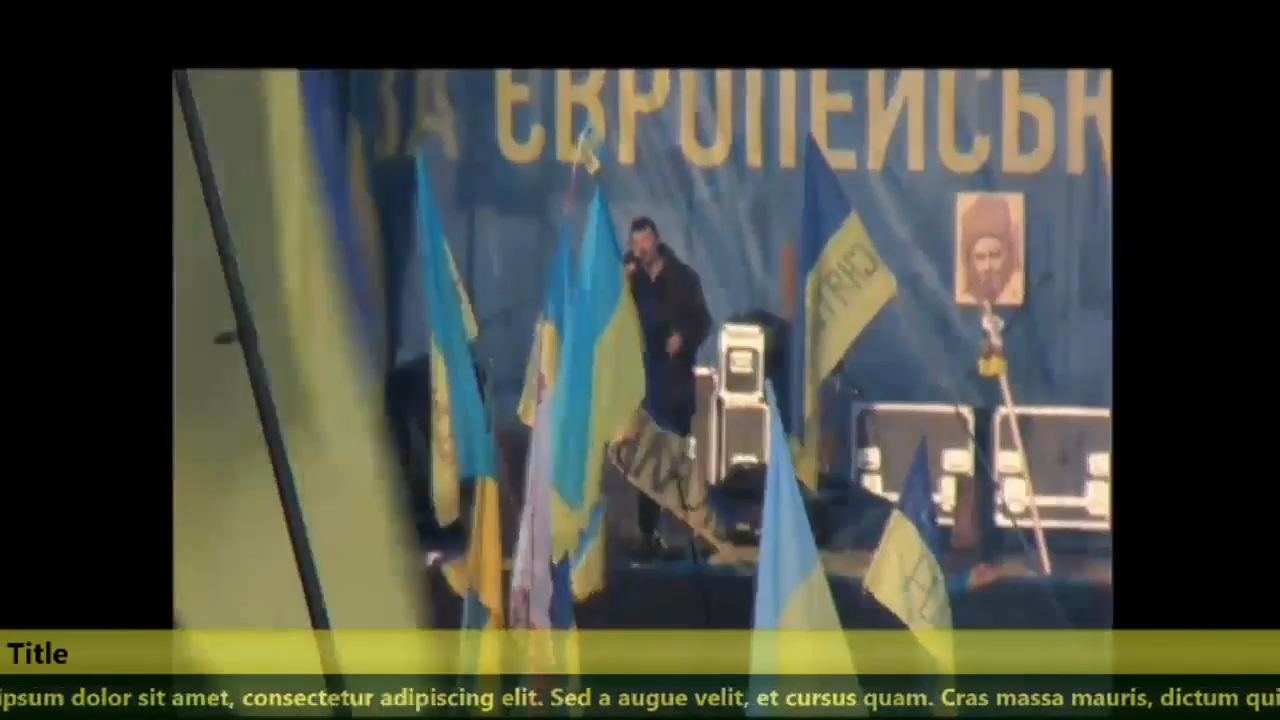 ЗА ЄВРОПЕЙСЬК
Title
ipsum dolor sit amet, consectetur adipiscing elit. Sed a augue velit, et cursus quam. Cras massa mauris, dictum qui